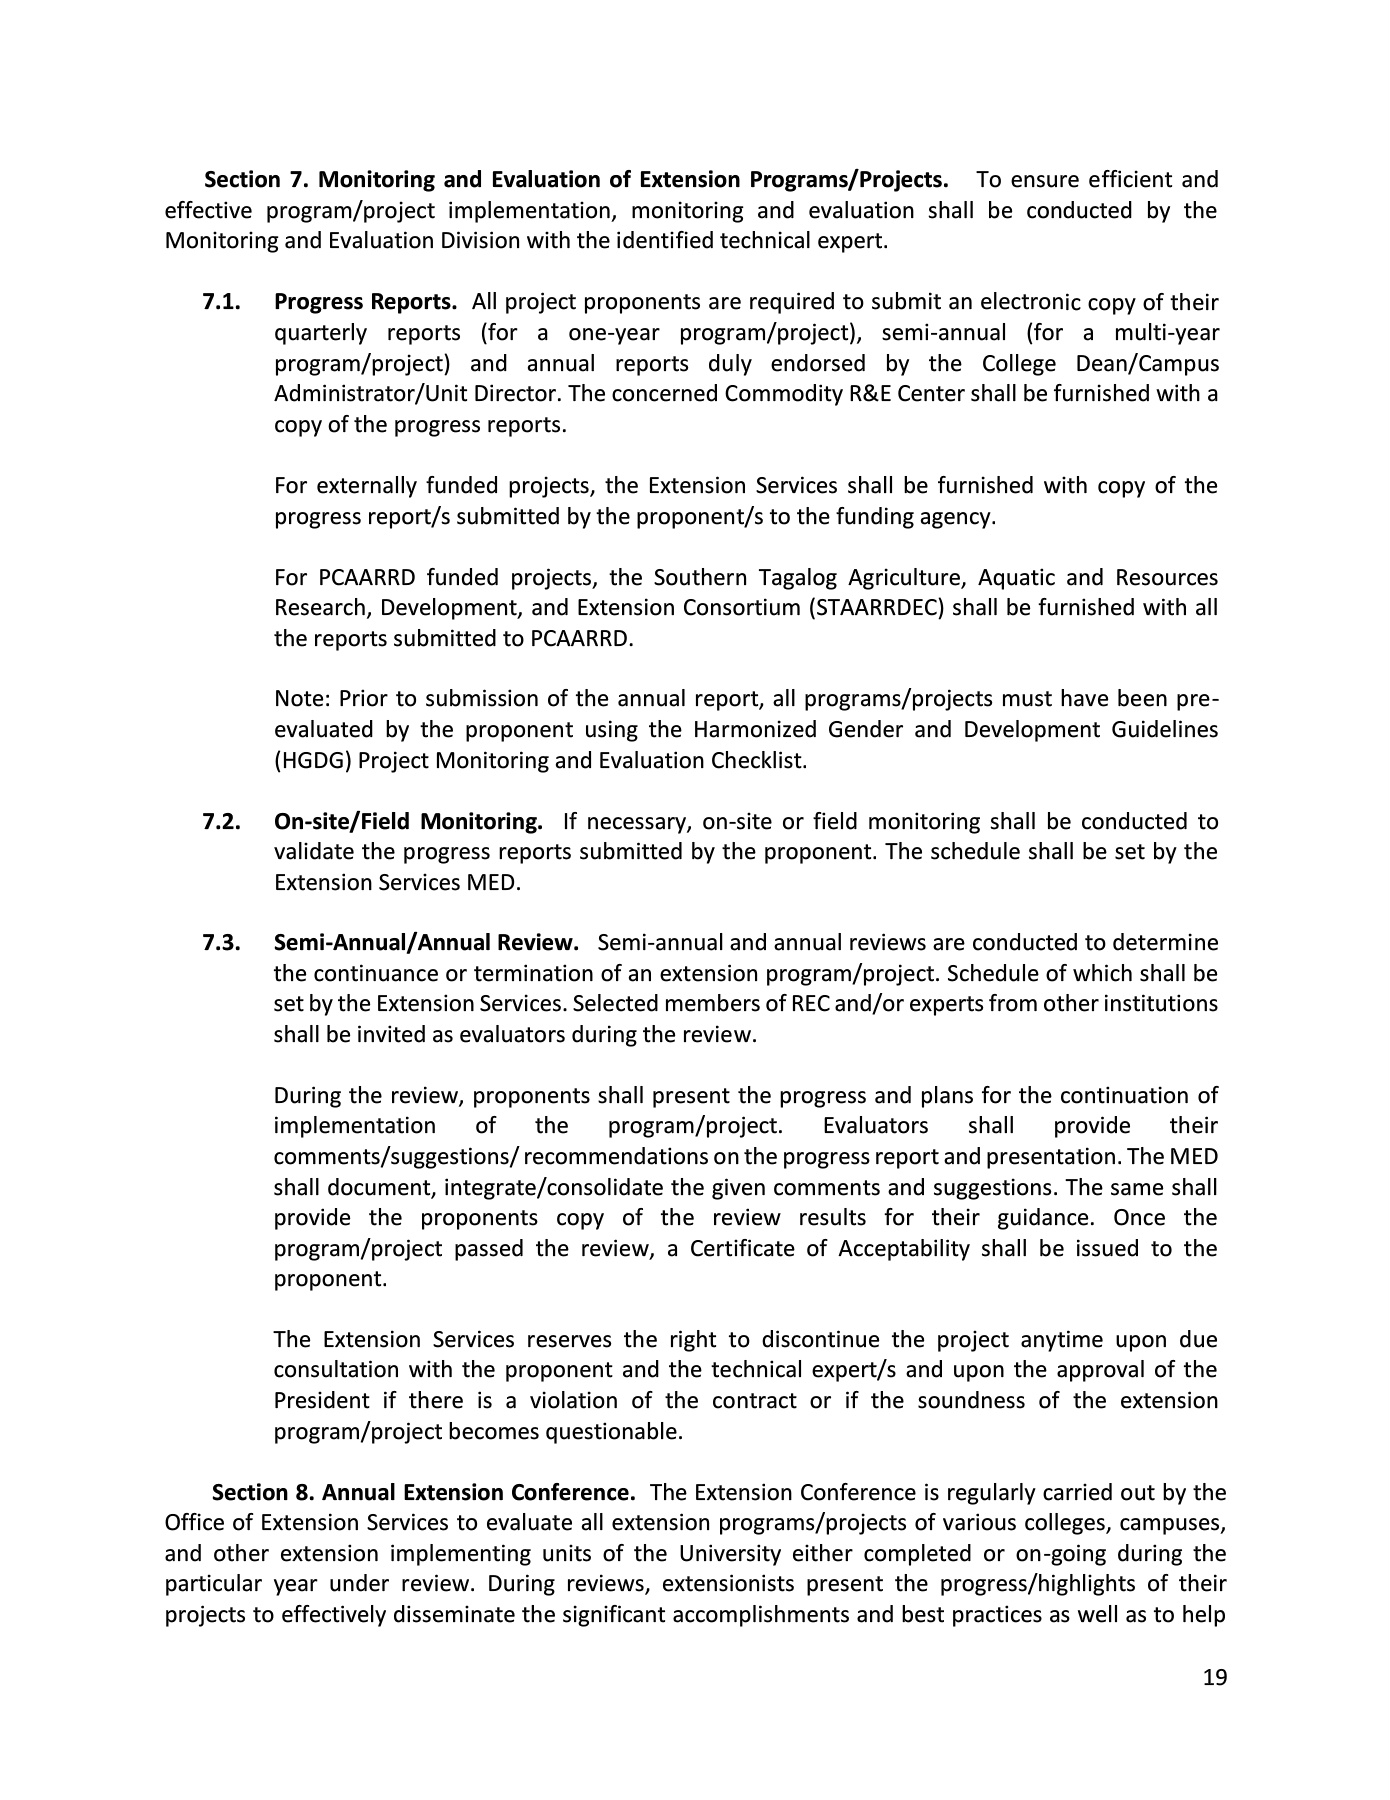 Section 7. Monitoring and Evaluation of Extension Programs/Projects. To ensure efficient and
effective program/project implementation, monitoring and evaluation shall be conducted by the
Monitoring and Evaluation Division with the identified technical expert.
7.1. Progress Reports. All project proponents are required to submit an electronic copy of their
quarterly reports (for a one-year program/project), semi-annual (for a multi-year
program/project) and annual reports duly endorsed by the College Dean/Campus
Administrator/Unit Director. The concerned Commodity R&E Center shall be furnished with a
copy of the progress reports.
For externally funded projects, the Extension Services shall be furnished with copy of the
progress report/s submitted by the proponent/s to the funding agency.
For PCAARRD funded projects, the Southern Tagalog Agriculture, Aquatic and Resources
Research, Development, and Extension Consortium (STAARRDEC) shall be furnished with all
the reports submitted to PCAARRD.
Note: Prior to submission of the annual report, all programs/projects must have been pre-
evaluated by the proponent using the Harmonized Gender and Development Guidelines
(HGDG) Project Monitoring and Evaluation Checklist.
7.2. On-site/Field Monitoring. If necessary, on-site or field monitoring shall be conducted to
validate the progress reports submitted by the proponent. The schedule shall be set by the
Extension Services MED.
7.3. Semi-Annual/Annual Review. Semi-annual and annual reviews are conducted to determine
the continuance or termination of an extension program/project. Schedule of which shall be
set by the Extension Services. Selected members of REC and/or experts from other institutions
shall be invited as evaluators during the review.
During the review, proponents shall present the progress and plans for the continuation of
implementation of the program/project. Evaluators shall provide their
comments/suggestions/ recommendations on the progress report and presentation. The MED
shall document, integrate/consolidate the given comments and suggestions. The same shall
provide the proponents copy of the review results for their guidance. Once the
program/project passed the review, a Certificate of Acceptability shall be issued to the
proponent.
The Extension Services reserves the right to discontinue the project anytime upon due
consultation with the proponent and the technical expert/s and upon the approval of the
President if there is a violation of the contract or if the soundness of the extension
program/project becomes questionable.
Section 8. Annual Extension Conference. The Extension Conference is regularly carried out by the
Office of Extension Services to evaluate all extension programs/projects of various colleges, campuses,
and other extension implementing units of the University either completed or on-going during the
particular year under review. During reviews, extensionists present the progress/highlights of their
projects to effectively disseminate the significant accomplishments and best practices as well as to help
19